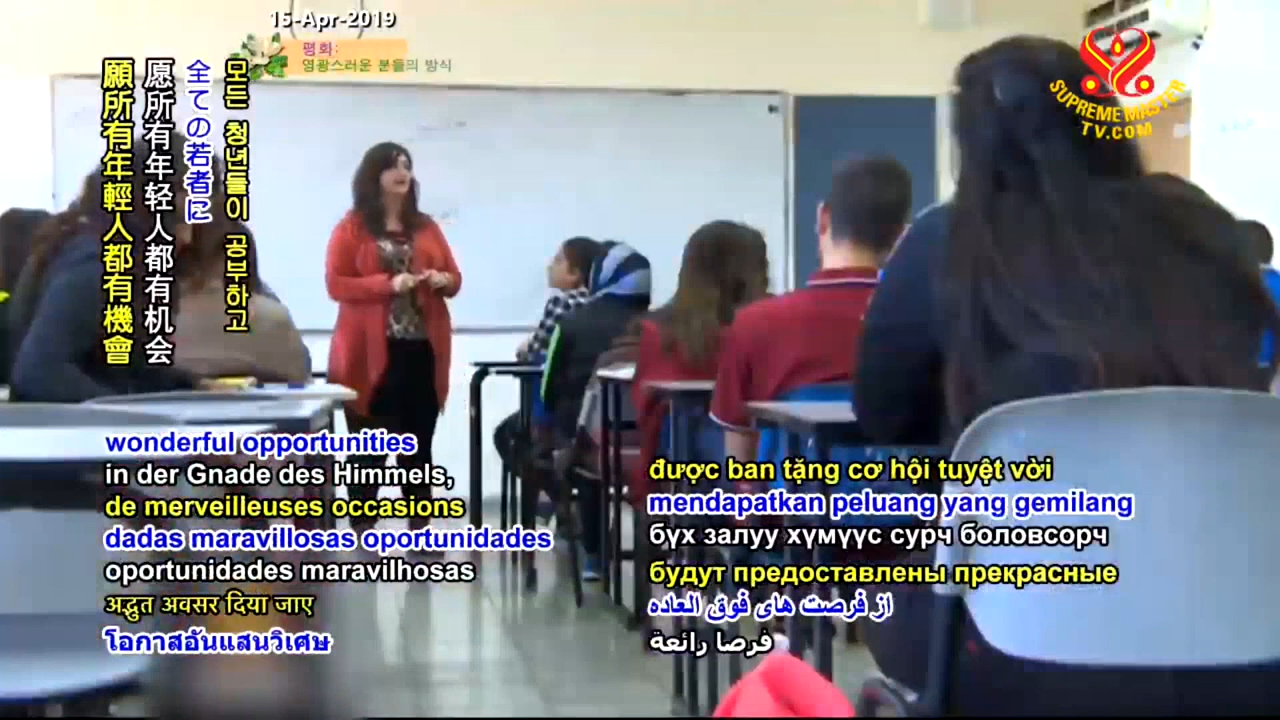 15-Apr-2019
평화:
영광스러운 분들의 방식
SUPREME MASTER
TV.COM
모든 청년들이 공부하고
全ての若者に
愿所有年轻人都有机会
願所有年輕人都有機會
wonderful opportunities
in der Gnade des Himmels,
de merveilleuses occasions
dadas maravillosas oportunidades
oportunidades maravilhosas
अद्भुत अवसर दिया जाए
โอกาสอันแสนวิเศษ
được ban tặng cơ hội tuyệt vời
mendapatkan peluang yang gemilang
бүх залуу хүмүүс сурч боловсорч
будут предоставлены прекрасные
از فرصت های فوق العاده
فرصا رائعة